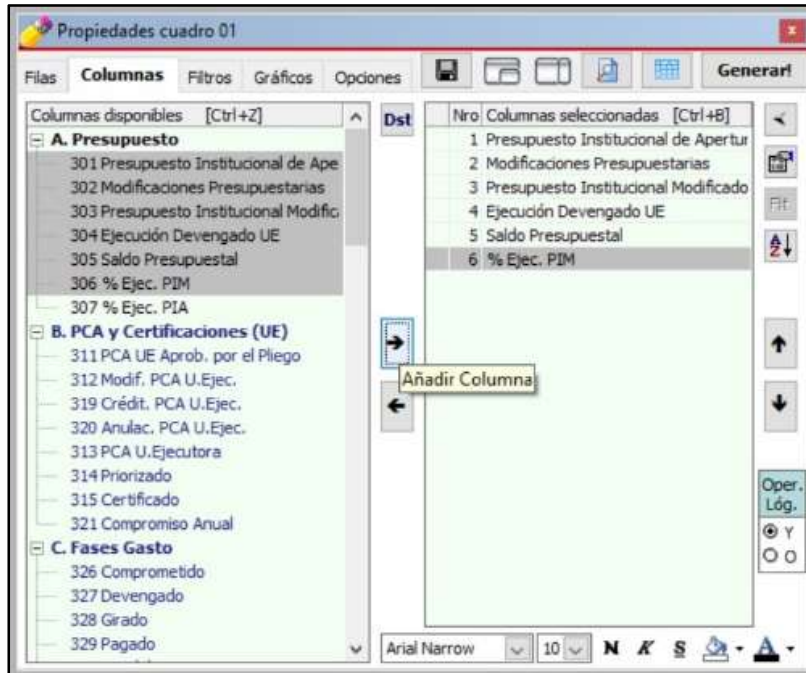 Propiedades cuadro 01
Filas Columnas Filtros Gráficos Opciones Generar!
Columnas disponibles [Ctrl+Z]
A. Presupuesto
301 Presupuesto Institucional de Ape
302 Modificaciones Presupuestarias
303 Presupuesto Institucional Modific
304 Ejecución Devengado UE
305 Saldo Presupuestal
306 % Ejec. PIM
307 % Ejec. PIA
B. PCA y Certificaciones (UE)
311 PCA UE Aprob. por el Pliego
312 Modif. PCA U.Ejec.
319 Crédit. PCA U.Ejec.
320 Anulac. PCA U.Ejec.
313 PCA U.Ejecutora
314 Priorizado
315 Certificado
321 Compromiso Anual
C. Fases Gasto
326 Comprometido
327 Devengado
328 Girado
329 Pagado
Dst
Añadir Columna
Nro Columnas seleccionadas [Ctrl+B]
1 Presupuesto Institucional de Apertur
2 Modificaciones Presupuestarias
3 Presupuesto Institucional Modificado
4 Ejecución Devengado UE
5 Saldo Presupuestal
6 % Ejec. PIM
Oper.
Lóg.
Y
O
Arial Narrow 10 N K S A